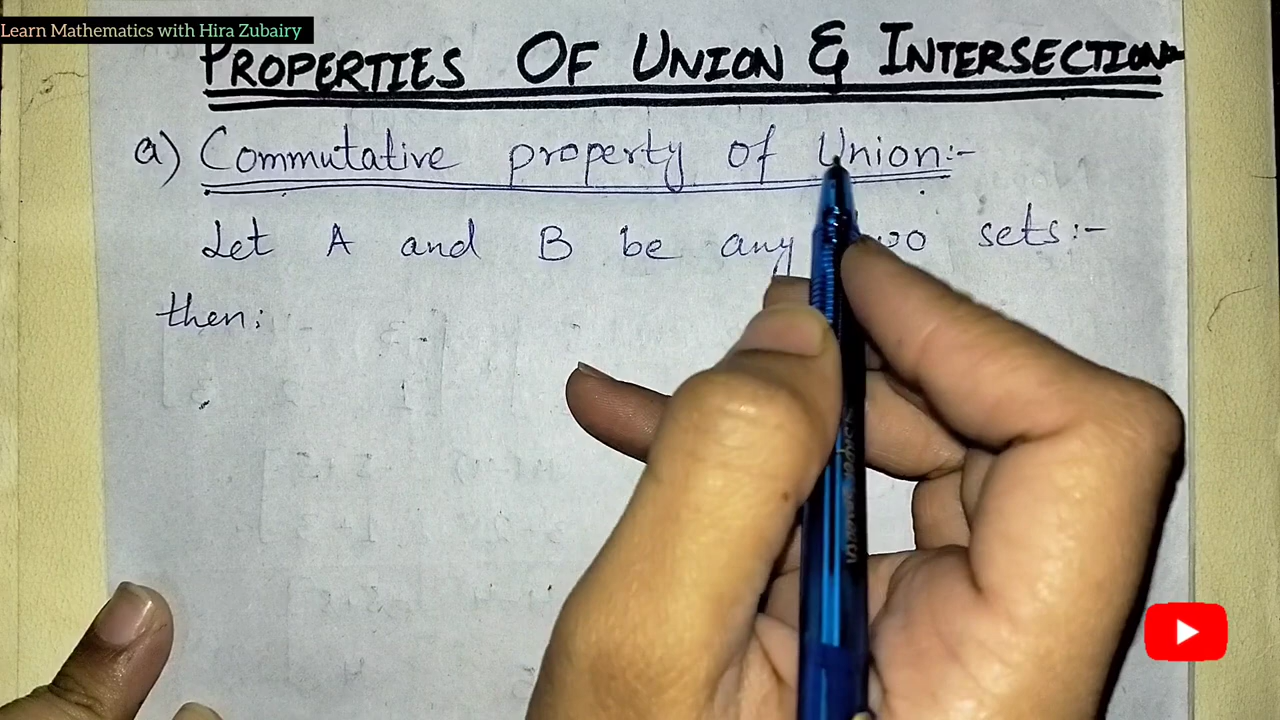 Learn Mathematics with Hira Zubairy
PROPERTIES OF UNION & INTERSECTION:-
a) Commutative property of Union:-
Let A and B be any two sets:-
then: